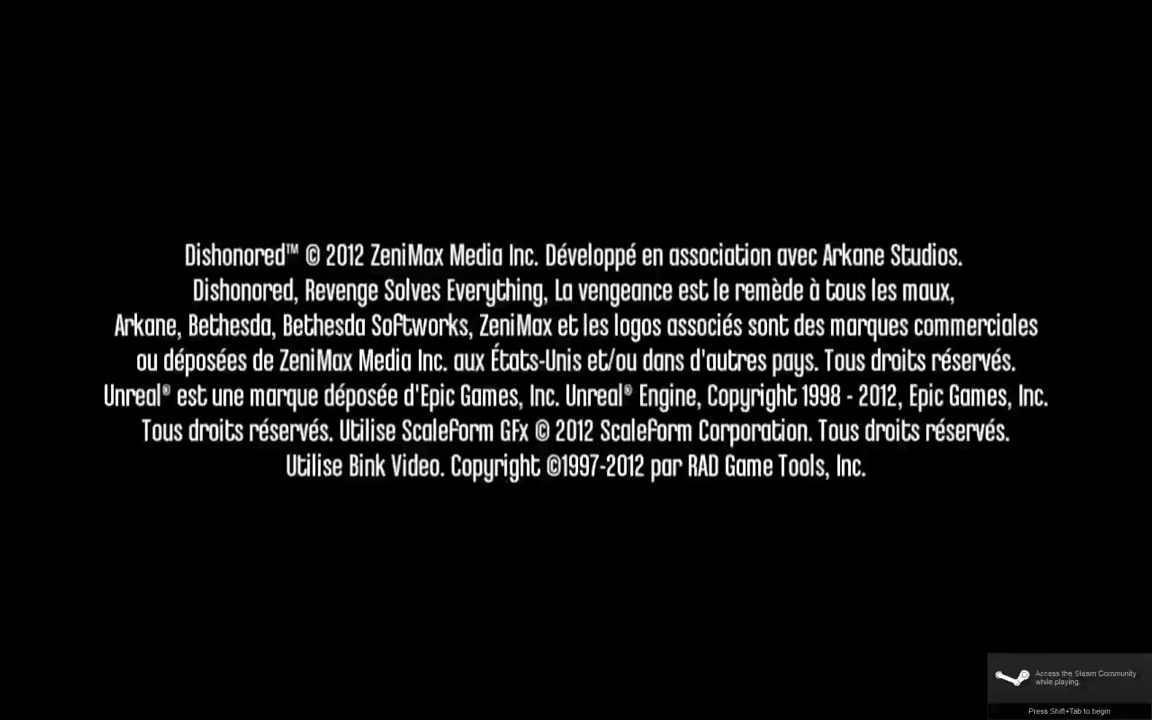 Dishonored™ © 2012 ZeniMax Media Inc. Développé en association avec Arkane Studios.
Dishonored, Revenge Solves Everything, La vengeance est le remède à tous les maux,
Arkane, Bethesda, Bethesda Softworks, ZeniMax et les logos associés sont des marques commerciales
ou déposées de ZeniMax Media Inc. aux États-Unis et/ou dans d'autres pays. Tous droits réservés.
Unreal® est une marque déposée d'Epic Games, Inc. Unreal® Engine, Copyright 1998 - 2012, Epic Games, Inc.
Tous droits réservés. Utilise Scaleform GFx © 2012 Scaleform Corporation. Tous droits réservés.
Utilise Bink Video. Copyright ©1997-2012 par RAD Game Tools, Inc.
Access the Steam Community
while playing.
Press Shift+Tab to begin